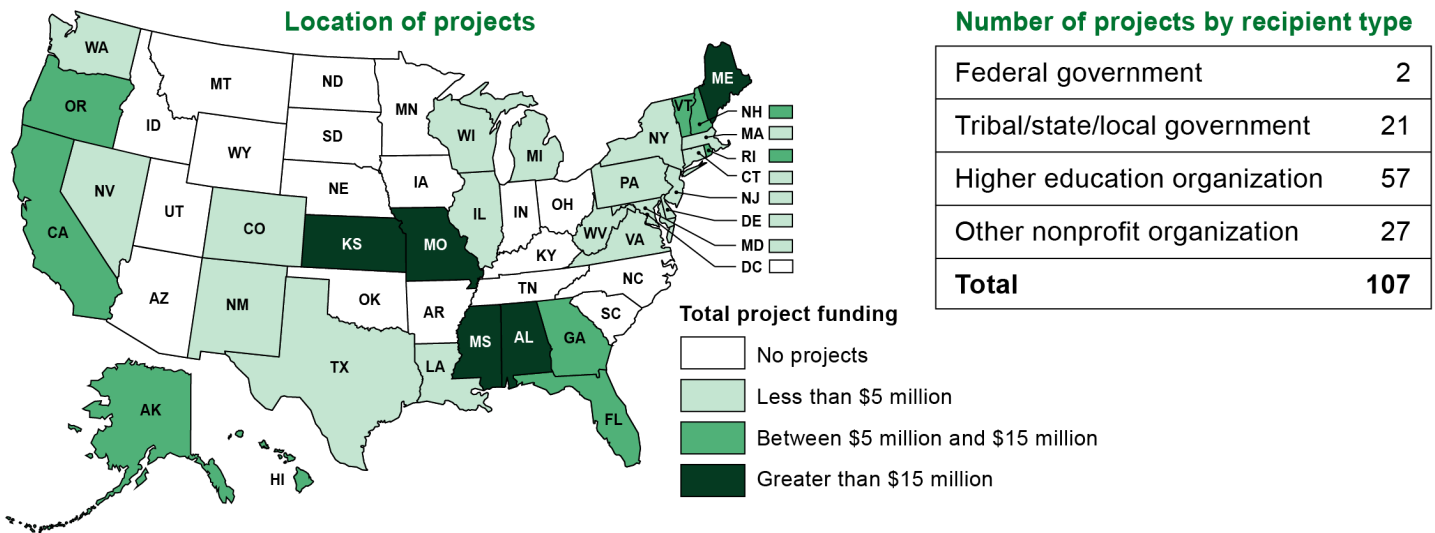 Location of projects
WA
MT
ND
MN
OR
ID
SD
WI
MI
NY
VT
ME
WY
NV
UT
CO
NE
IA
IL
IN
OH
PA
WV
VA
KY
CA
AZ
NM
KS
MO
OK
AR
TN
NC
SC
TX
LA
MS
AL
GA
FL
AK
HI
NH
MA
RI
CT
NJ
DE
MD
DC
Total project funding
No projects
Less than $5 million
Between $5 million and $15 million
Greater than $15 million
Number of projects by recipient type
Federal government 2
Tribal/state/local government 21
Higher education organization 57
Other nonprofit organization 27
Total 107